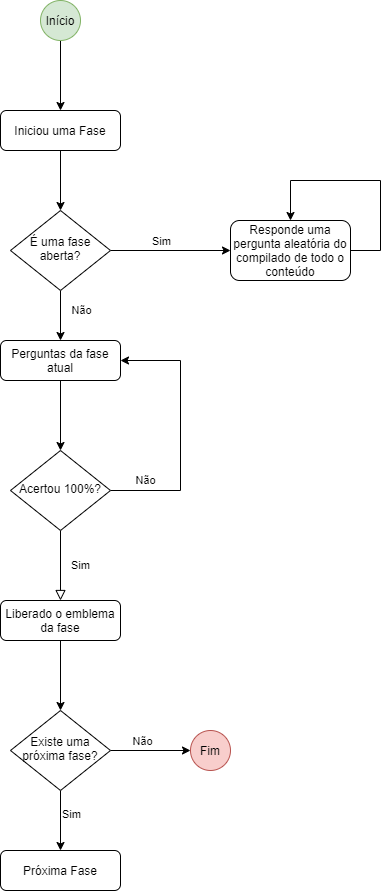 Início
Iniciou uma Fase
É uma fase
aberta?
Sim
Responde uma
pergunta aleatória do
compilado de todo o
conteúdo
Não
Perguntas da fase
atual
Acertou 100%?
Não
Sim
Liberado o emblema
da fase
Existe uma
próxima fase?
Não
Fim
Sim
Próxima Fase